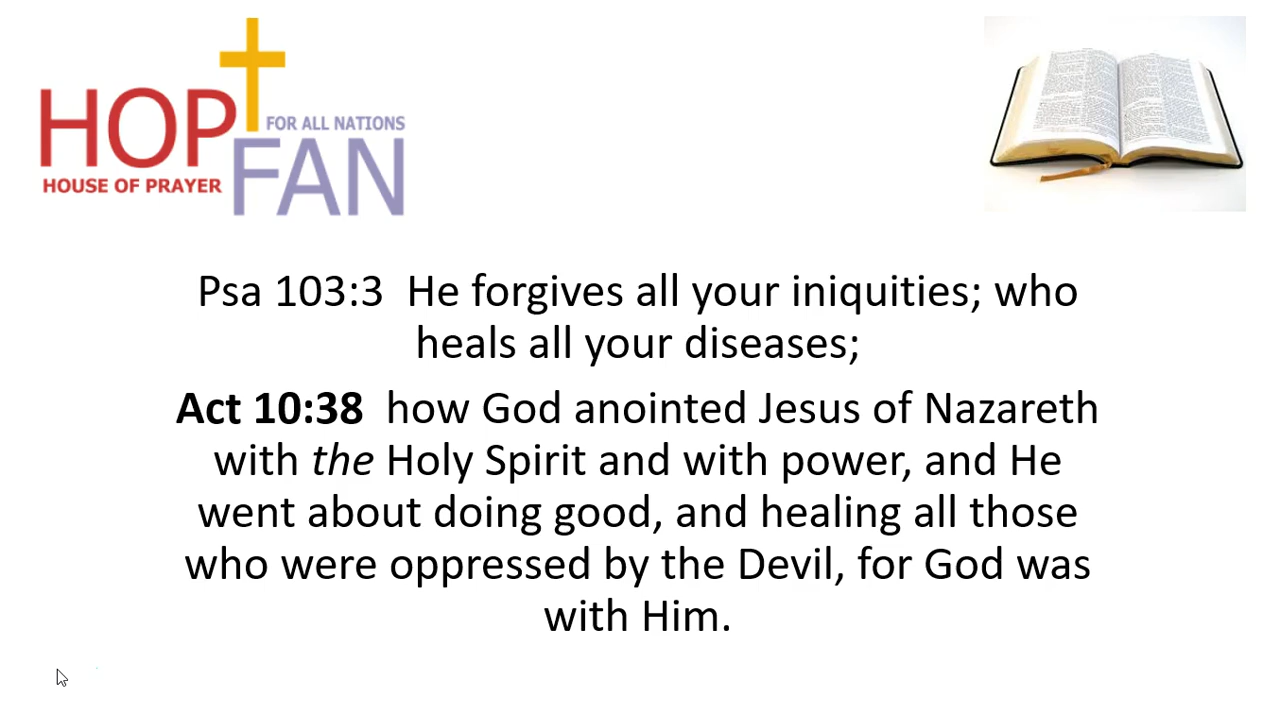 HOP
FOR ALL NATIONS
HOUSE OF PRAYER
FAN
Psa 103:3  He forgives all your iniquities; who
heals all your diseases;
Act 10:38  how God anointed Jesus of Nazareth
with the Holy Spirit and with power, and He
went about doing good, and healing all those
who were oppressed by the Devil, for God was
with Him.